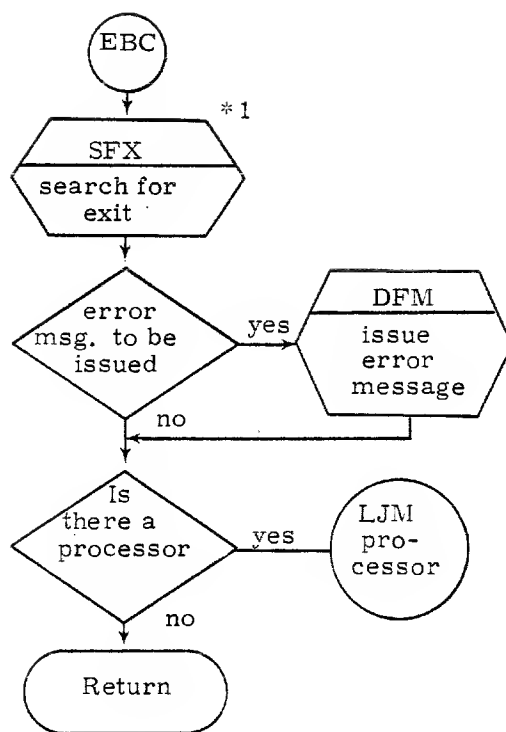 EBC
*1
SFX
search for
exit
error
msg. to be
issued
yes
DFM
issue
error
message
no
Is
there a
processor
yes
LJM
pro-
cessor
no
Return